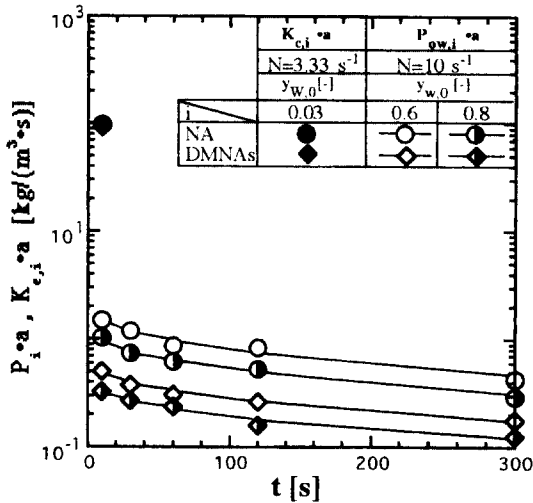 10³
10¹
10⁻¹
P_i•a , K_c,i•a [kg/(m³•s)]
K_c,i•a P_ow,i•a
N=3.33 s⁻¹ N=10 s⁻¹
y_W,0[-] y_w,0[-]
i 0.03 0.6 0.8
NA
DMNAs
0 100 200 300
t [s]